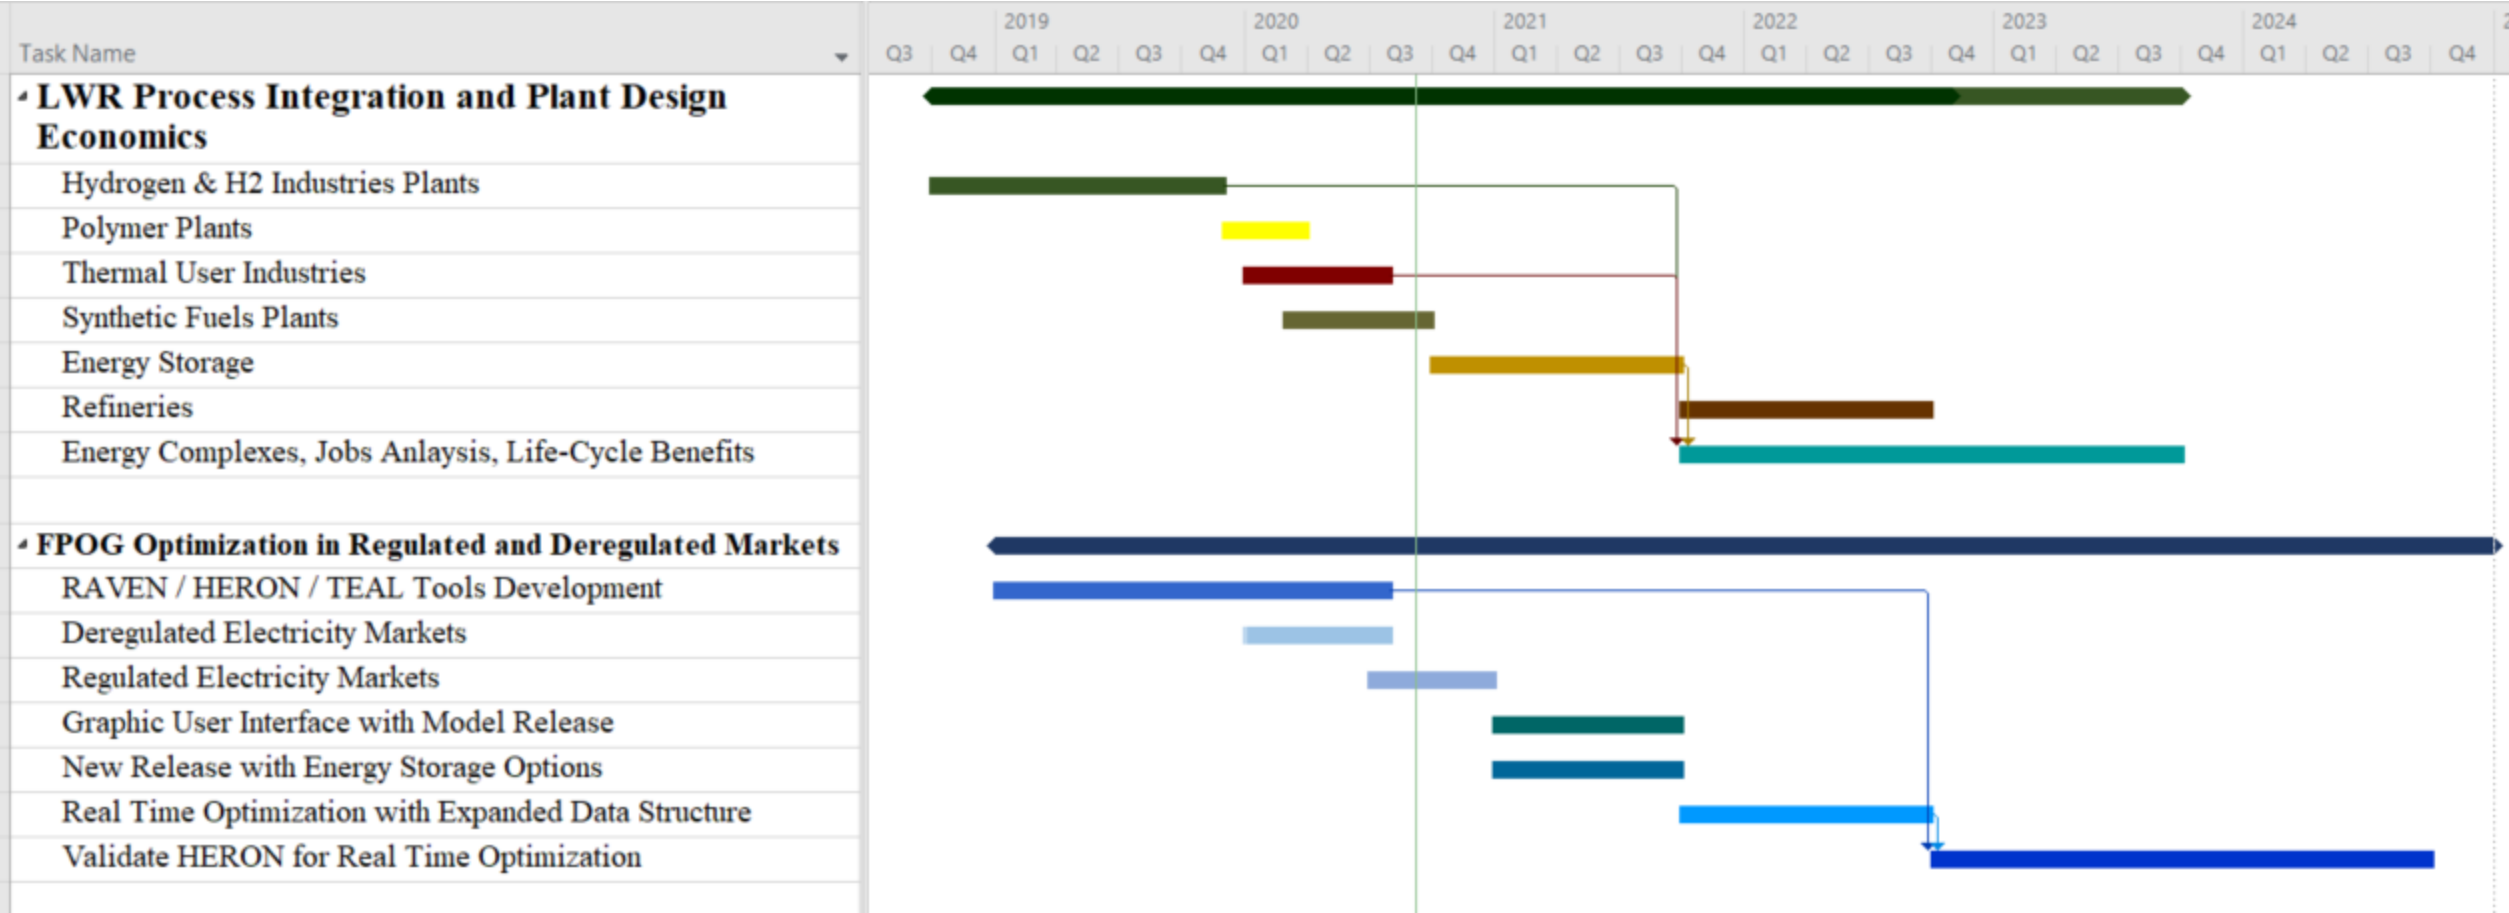 2019 2020 2021 2022 2023 2024 2
Task Name Q3 Q4 Q1 Q2 Q3 Q4 Q1 Q2 Q3 Q4 Q1 Q2 Q3 Q4 Q1 Q2 Q3 Q4 Q1 Q2 Q3 Q4 Q1 Q2 Q3 Q4
LWR Process Integration and Plant Design
Economics
Hydrogen & H2 Industries Plants
Polymer Plants
Thermal User Industries
Synthetic Fuels Plants
Energy Storage
Refineries
Energy Complexes, Jobs Anlaysis, Life-Cycle Benefits
FPOG Optimization in Regulated and Deregulated Markets
RAVEN / HERON / TEAL Tools Development
Deregulated Electricity Markets
Regulated Electricity Markets
Graphic User Interface with Model Release
New Release with Energy Storage Options
Real Time Optimization with Expanded Data Structure
Validate HERON for Real Time Optimization